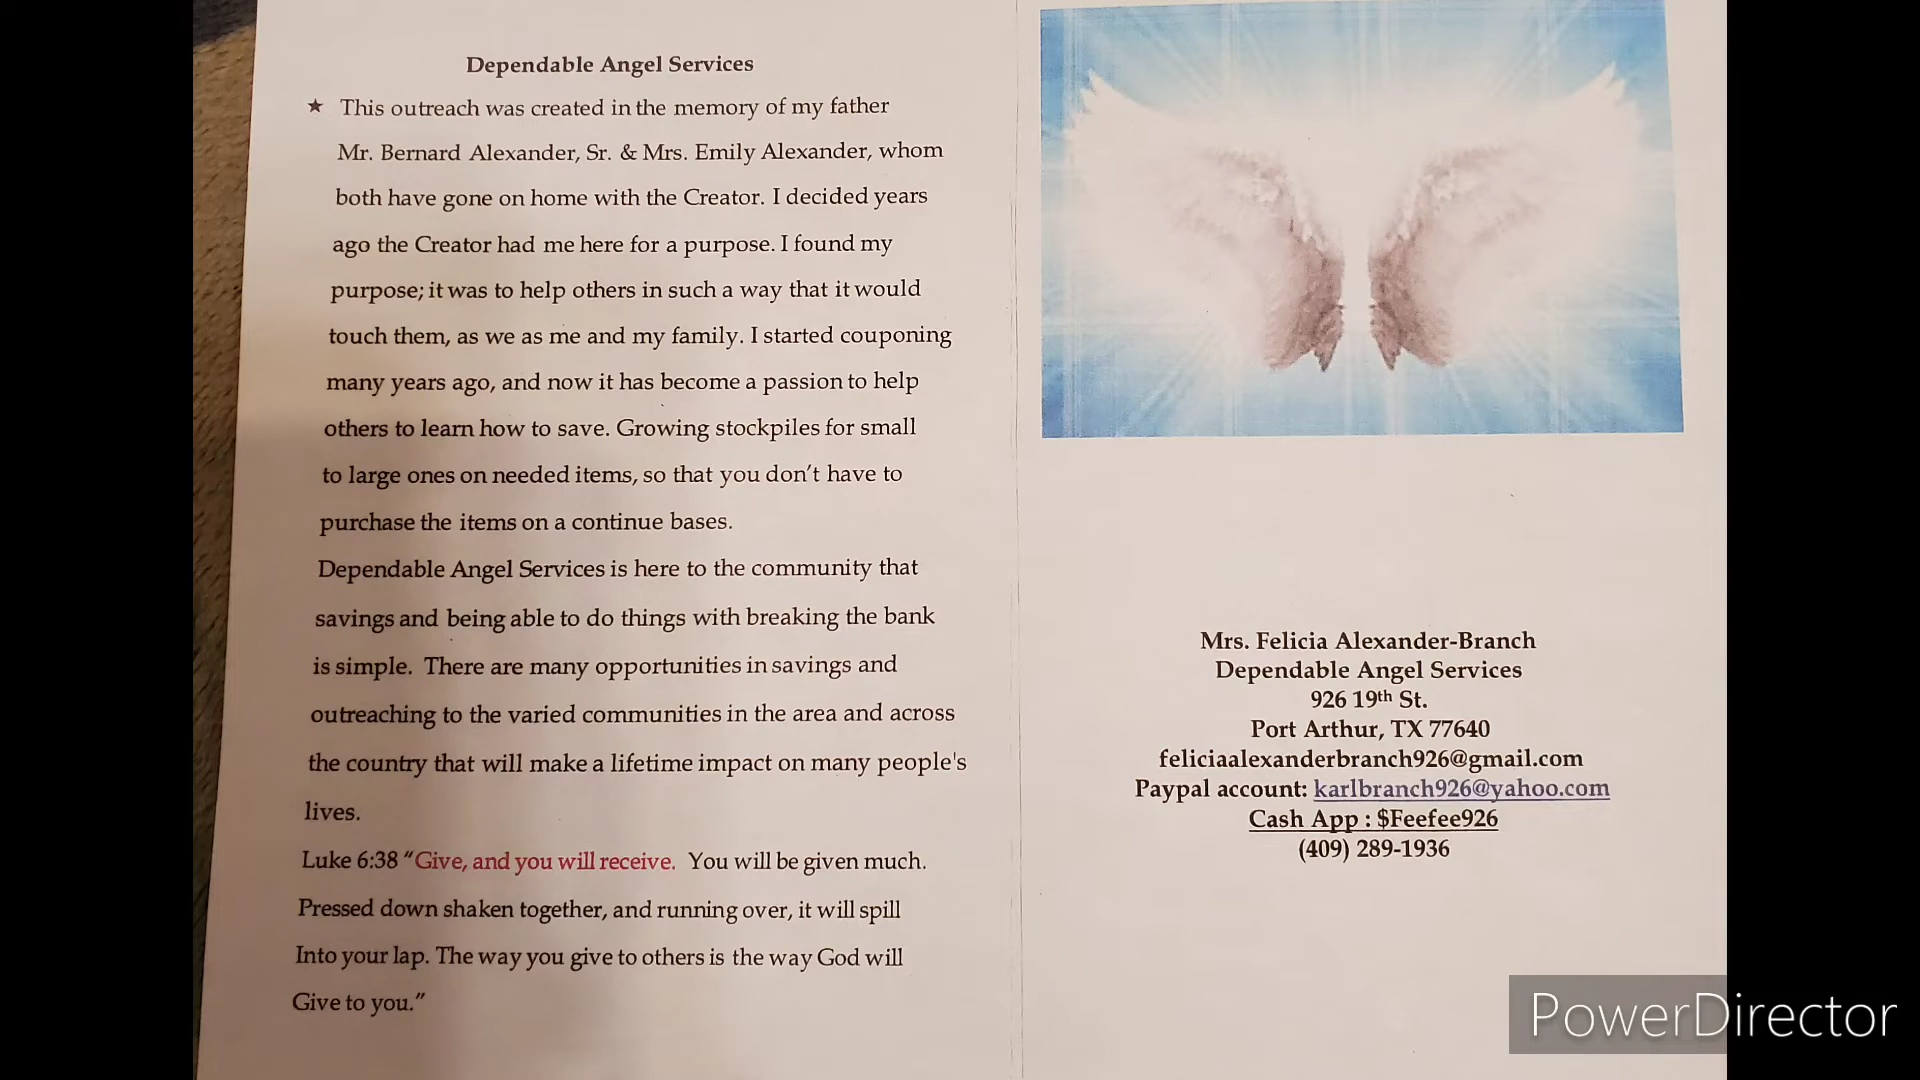 Dependable Angel Services
★ This outreach was created in the memory of my father
Mr. Bernard Alexander, Sr. & Mrs. Emily Alexander, whom
both have gone on home with the Creator. I decided years
ago the Creator had me here for a purpose. I found my
purpose; it was to help others in such a way that it would
touch them, as we as me and my family. I started couponing
many years ago, and now it has become a passion to help
others to learn how to save. Growing stockpiles for small
to large ones on needed items, so that you don't have to
purchase the items on a continue bases.
Dependable Angel Services is here to the community that
savings and being able to do things with breaking the bank
is simple. There are many opportunities in savings and
outreaching to the varied communities in the area and across
the country that will make a lifetime impact on many people's
lives.
Luke 6:38 "Give, and you will receive. You will be given much.
Pressed down shaken together, and running over, it will spill
Into your lap. The way you give to others is the way God will
Give to you."
Mrs. Felicia Alexander-Branch
Dependable Angel Services
926 19th St.
Port Arthur, TX 77640
feliciaalexanderbranch926@gmail.com
Paypal account: karlbranch926@yahoo.com
Cash App : $Feefee926
(409) 289-1936
PowerDirector